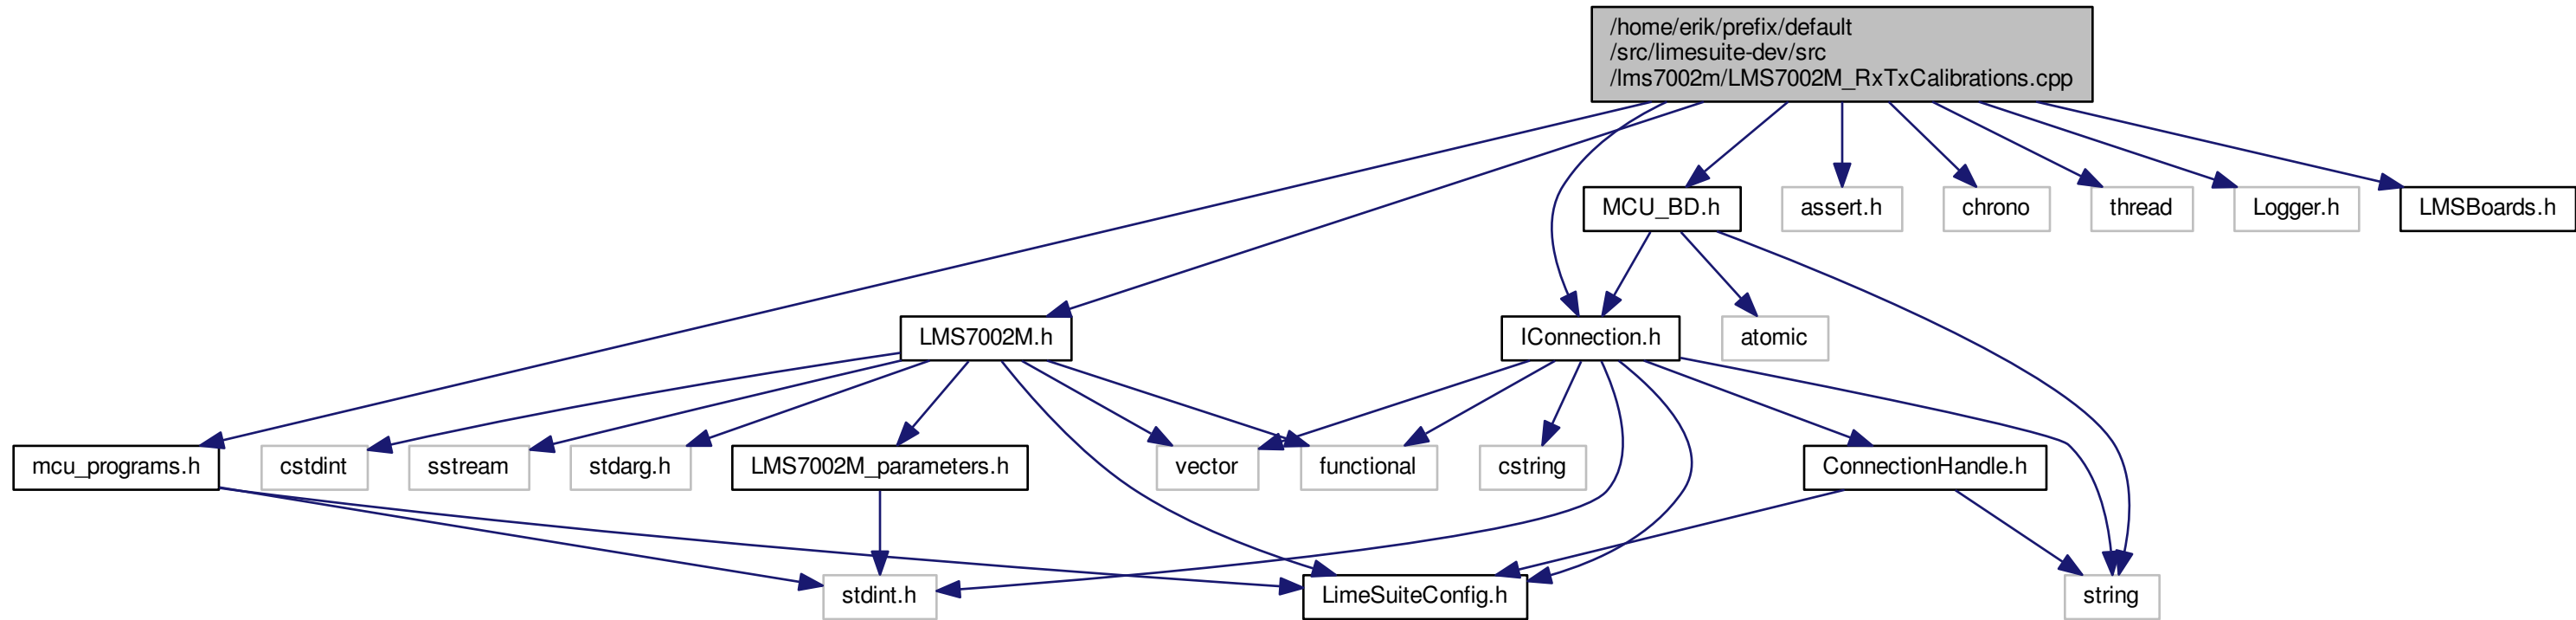 /home/erik/prefix/default
/src/limesuite-dev/src
/lms7002m/LMS7002M_RxTxCalibrations.cpp
MCU_BD.h
assert.h
chrono
thread
Logger.h
LMSBoards.h
LMS7002M.h
IConnection.h
atomic
mcu_programs.h
cstdint
sstream
stdarg.h
LMS7002M_parameters.h
vector
functional
cstring
ConnectionHandle.h
stdint.h
LimeSuiteConfig.h
string